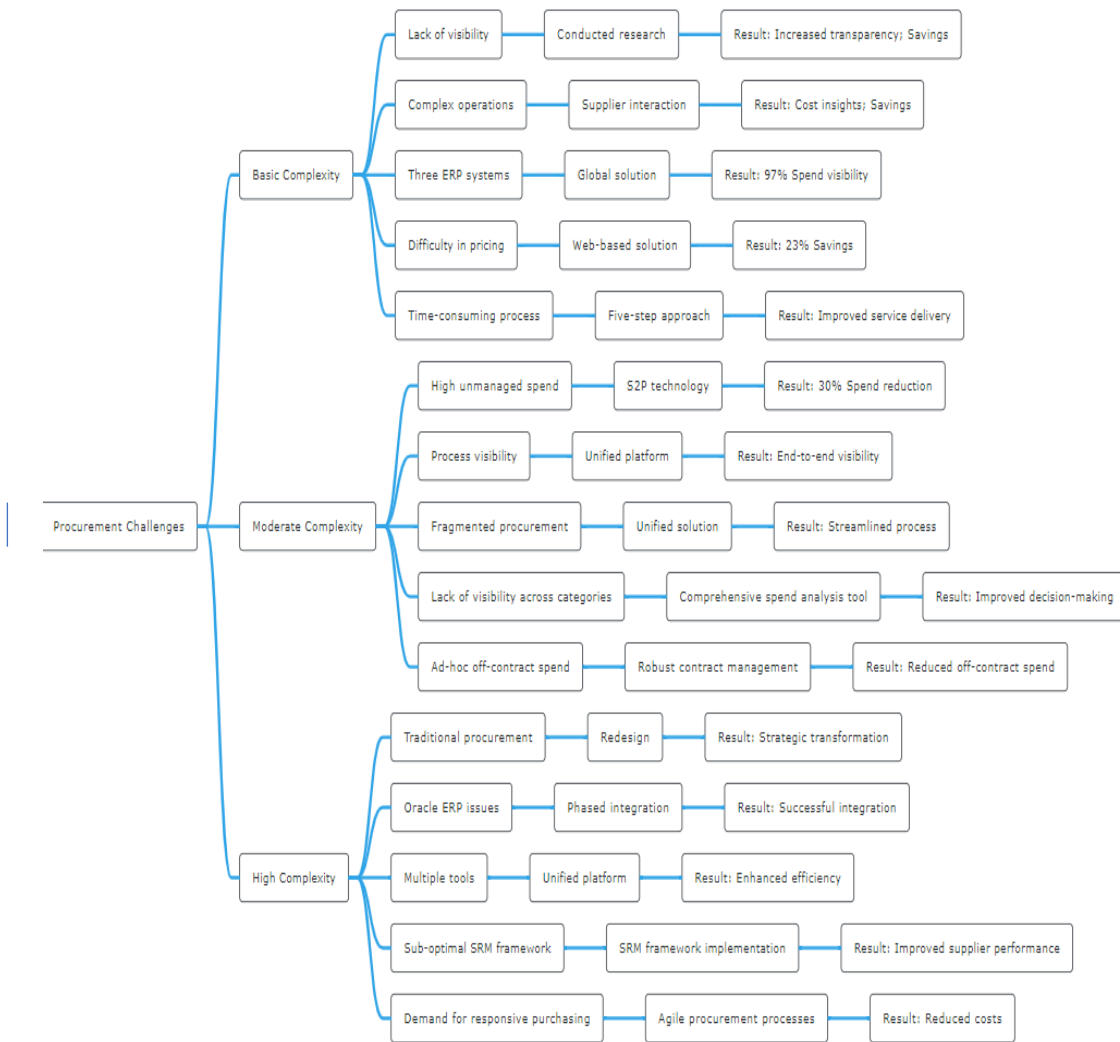 Procurement Challenges
Basic Complexity
Lack of visibility
Conducted research
Result: Increased transparency; Savings
Complex operations
Supplier interaction
Result: Cost insights; Savings
Three ERP systems
Global solution
Result: 97% Spend visibility
Difficulty in pricing
Web-based solution
Result: 23% Savings
Time-consuming process
Five-step approach
Result: Improved service delivery
Moderate Complexity
High unmanaged spend
S2P technology
Result: 30% Spend reduction
Process visibility
Unified platform
Result: End-to-end visibility
Fragmented procurement
Unified solution
Result: Streamlined process
Lack of visibility across categories
Comprehensive spend analysis tool
Result: Improved decision-making
Ad-hoc off-contract spend
Robust contract management
Result: Reduced off-contract spend
High Complexity
Traditional procurement
Redesign
Result: Strategic transformation
Oracle ERP issues
Phased integration
Result: Successful integration
Multiple tools
Unified platform
Result: Enhanced efficiency
Sub-optimal SRM framework
SRM framework implementation
Result: Improved supplier performance
Demand for responsive purchasing
Agile procurement processes
Result: Reduced costs